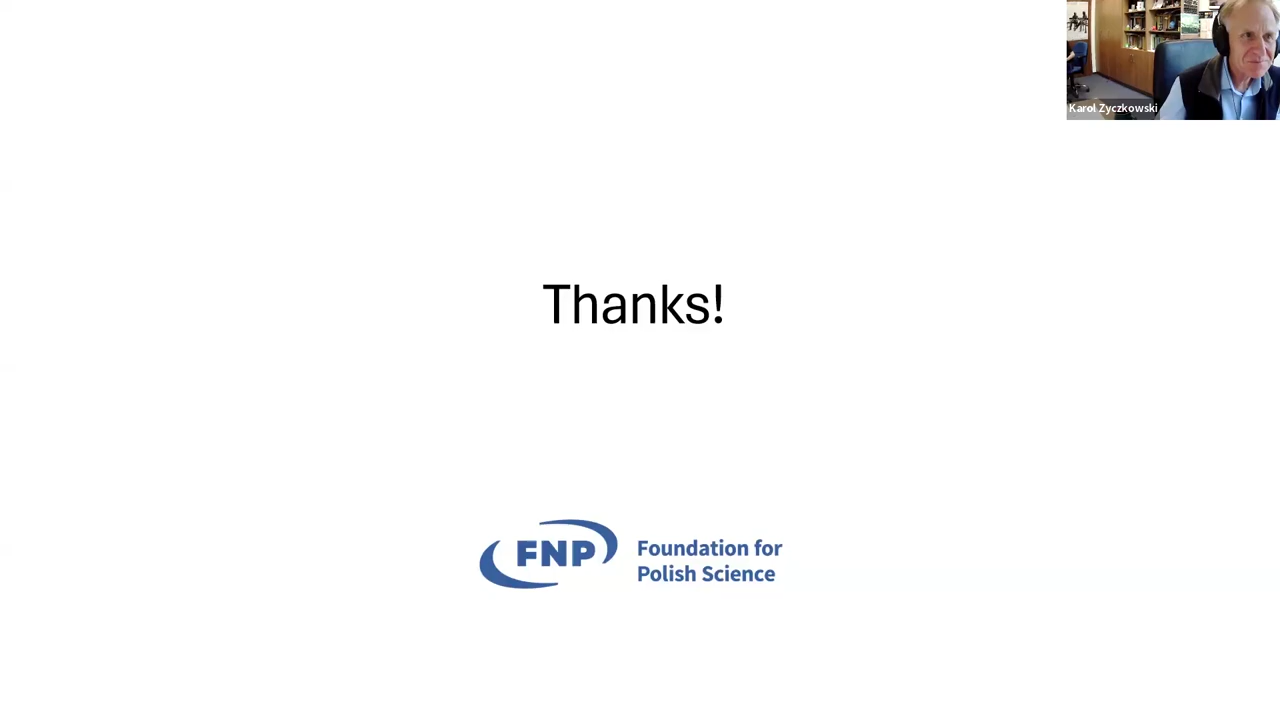 Karol Zyczkowski
Thanks!
FNP
Foundation for
Polish Science